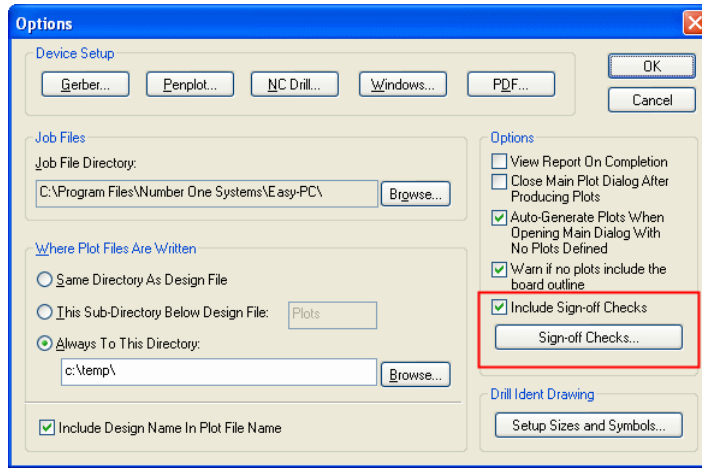 Options
Device Setup
Gerber...
Penplot...
NC Drill...
Windows...
PDF...
OK
Cancel
Job Files
Job File Directory:
C:\Program Files\Number One Systems\Easy-PC\
Browse...
Where Plot Files Are Written
Same Directory As Design File
This Sub-Directory Below Design File:
Plots
Always To This Directory:
c:\temp\
Browse...
Include Design Name In Plot File Name
Options
View Report On Completion
Close Main Plot Dialog After
Producing Plots
Auto-Generate Plots When
Opening Main Dialog With
No Plots Defined
Warn if no plots include the
board outline
Include Sign-off Checks
Sign-off Checks...
Drill Ident Drawing
Setup Sizes and Symbols...